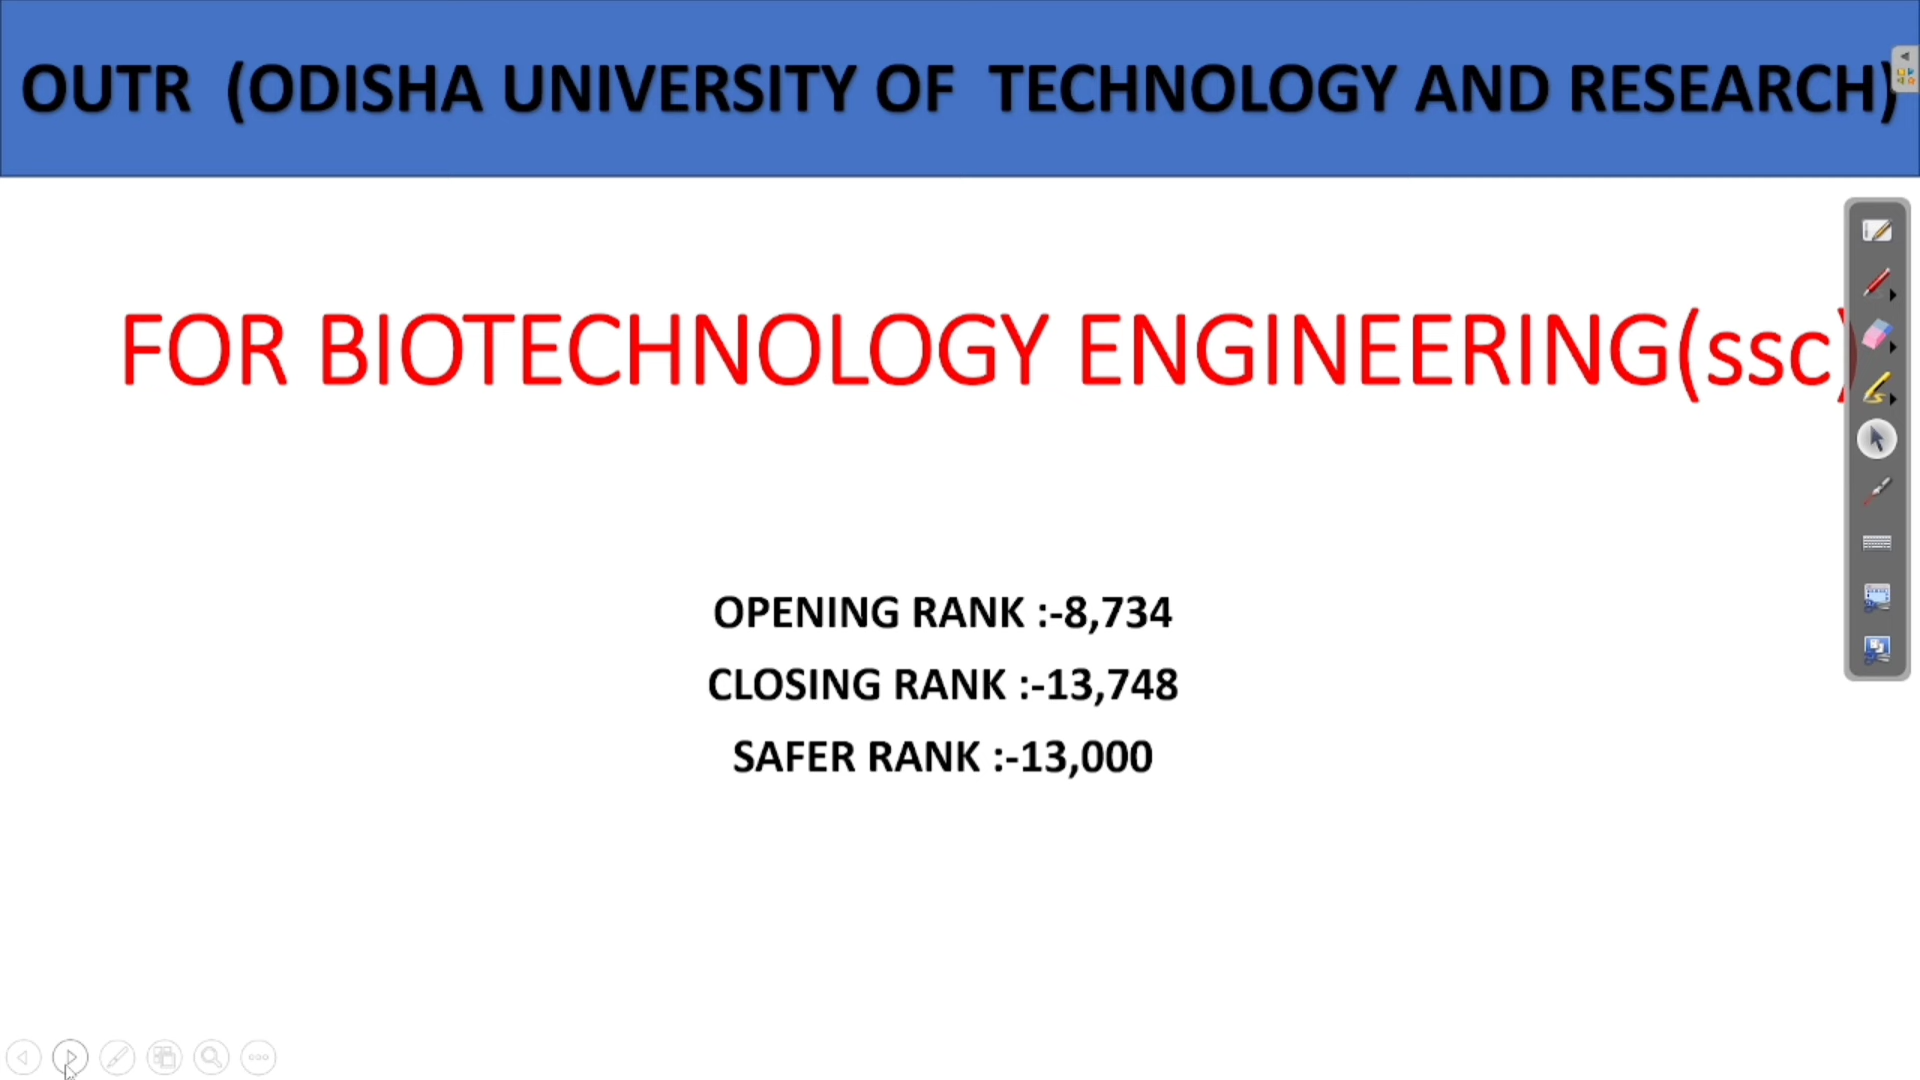 OUTR (ODISHA UNIVERSITY OF TECHNOLOGY AND RESEARCH)
FOR BIOTECHNOLOGY ENGINEERING(ssc)
OPENING RANK :-8,734
CLOSING RANK :-13,748
SAFER RANK :-13,000